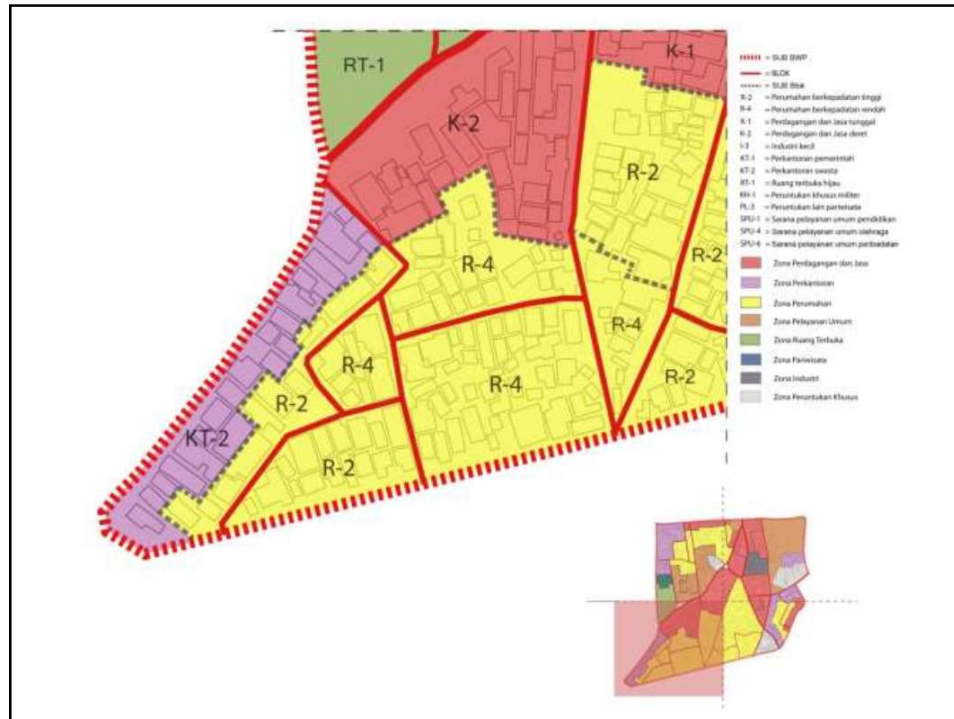 RT-1
K-1
K-2
R-2
R-4
R-2
R-4
R-4
R-4
R-2
R-2
KT-2
R-2
= SUB BWP
= BLOK
= SUB Blok
R-2 = Perumahan berkepadatan tinggi
R-4 = Perumahan berkepadatan rendah
K-1 = Perdagangan dan Jasa tunggal
K-2 = Perdagangan dan Jasa deret
I-3 = Industri kecil
KT-1 = Perkantoran pemerintah
KT-2 = Perkantoran swasta
RT-1 = Ruang terbuka hijau
KH-1 = Peruntukan khusus militer
PL-3 = Peruntukan lain pariwisata
SPU-1 = Sarana pelayanan umum pendidikan
SPU-4 = Sarana pelayanan umum olahraga
SPU-6 = Sarana pelayanan umum peribadatan
Zona Perdagangan dan Jasa
Zona Perkantoran
Zona Perumahan
Zona Pelayanan Umum
Zona Ruang Terbuka
Zona Pariwisata
Zona Industri
Zona Peruntukan Khusus